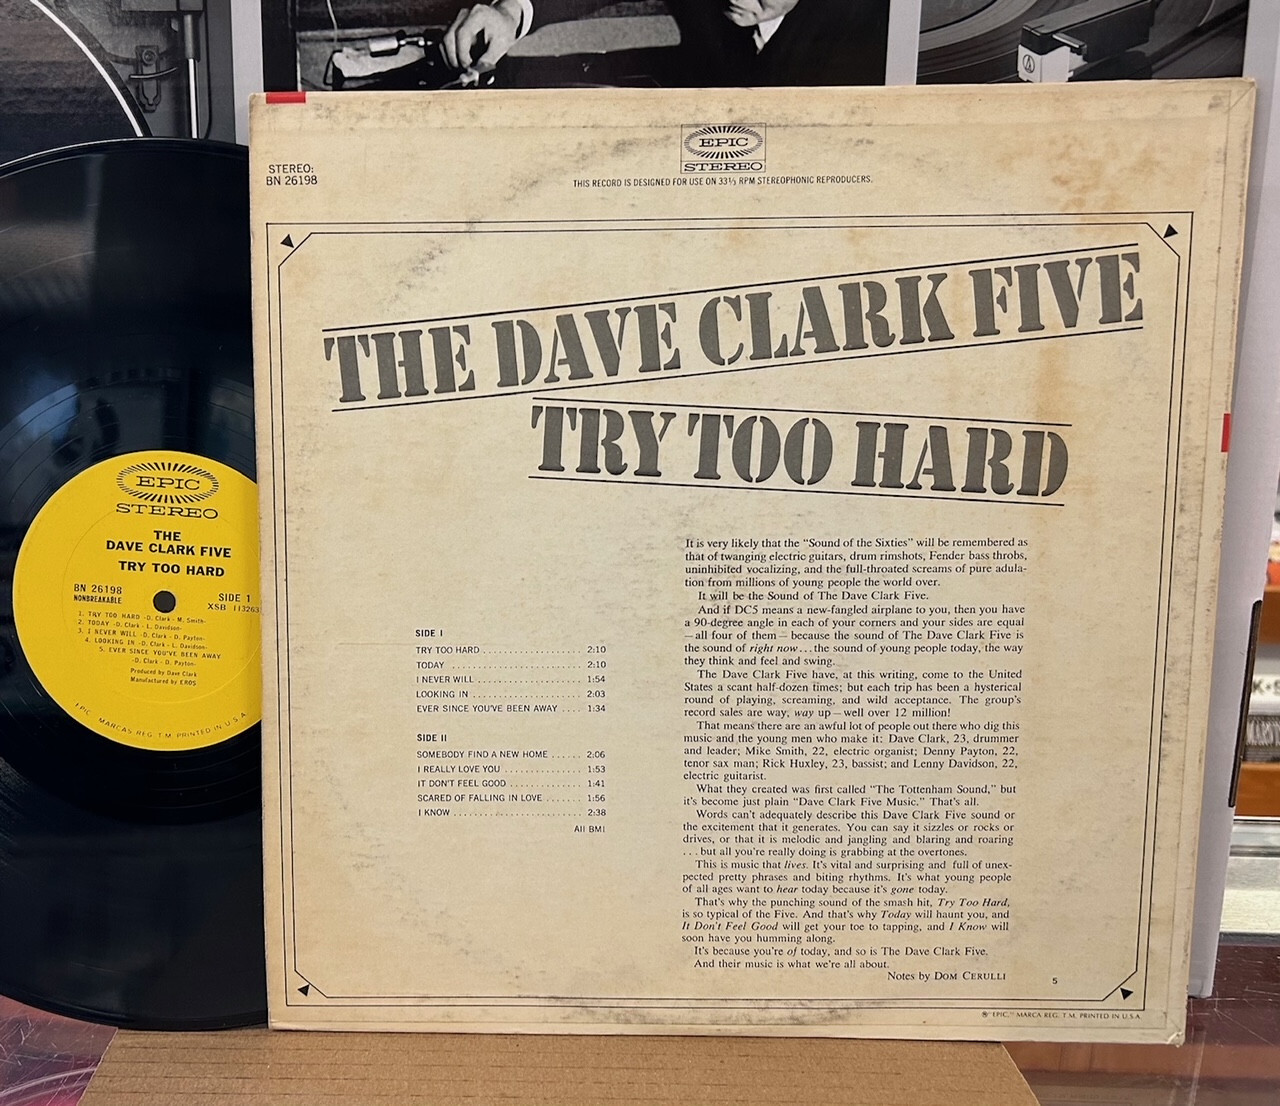 EPIC
STEREO
STEREO:
BN 26198
THIS RECORD IS DESIGNED FOR USE ON 33⅓ RPM STEREOPHONIC REPRODUCERS.
THE DAVE CLARK FIVE
TRY TOO HARD
SIDE I
TRY TOO HARD ..................... 2:10
TODAY ..................... 2:10
I NEVER WILL ..................... 1:54
LOOKING IN ..................... 2:03
EVER SINCE YOU'VE BEEN AWAY .... 1:34
SIDE II
SOMEBODY FIND A NEW HOME ...... 2:06
I REALLY LOVE YOU ............... 1:53
IT DON'T FEEL GOOD .............. 1:41
SCARED OF FALLING IN LOVE ....... 1:56
I KNOW ......................... 2:38
All BMI
It is very likely that the "Sound of the Sixties" will be remembered as
that of twanging electric guitars, drum rimshots, Fender bass throbs,
uninhibited vocalizing, and the full-throated screams of pure adula-
tion from millions of young people the world over.
It will be the Sound of The Dave Clark Five.
And if DC5 means a new-fangled airplane to you, then you have
a 90-degree angle in each of your corners and your sides are equal
—all four of them—because the sound of The Dave Clark Five is
the sound of right now...the sound of young people today, the way
they think and feel and swing.
The Dave Clark Five have, at this writing, come to the United
States a scant half-dozen times; but each trip has been a hysterical
round of playing, screaming, and wild acceptance. The group's
record sales are way, way up—well over 12 million!
That means there are an awful lot of people out there who dig this
music and the young men who make it: Dave Clark, 23, drummer
and leader; Mike Smith, 22, electric organist; Denny Payton, 22,
tenor sax man; Rick Huxley, 23, bassist; and Lenny Davidson, 22,
electric guitarist.
What they created was first called "The Tottenham Sound," but
it's become just plain "Dave Clark Five Music." That's all.
Words can't adequately describe this Dave Clark Five sound or
the excitement that it generates. You can say it sizzles or rocks or
drives, or that it is melodic and jangling and blaring and roaring
...but all you're really doing is grabbing at the overtones.
This is music that lives. It's vital and surprising and full of unex-
pected pretty phrases and biting rhythms. It's what young people
of all ages want to hear today because it's gone today.
That's why the punching sound of the smash hit, Try Too Hard,
is so typical of the Five. And that's why Today will haunt you, and
It Don't Feel Good will get your toe to tapping, and I Know will
soon have you humming along.
It's because you're of today, and so is The Dave Clark Five.
And their music is what we're all about.
Notes by DOM CERULLI
5
® "EPIC," MARCA REG. T.M. PRINTED IN U.S.A.
EPIC
STEREO
THE
DAVE CLARK FIVE
TRY TOO HARD
BN 26198
NONBREAKABLE
SIDE 1
XSB 113263
1. TRY TOO HARD -D. Clark - M. Smith-
2. TODAY -D. Clark - L. Davidson-
3. I NEVER WILL -D. Clark - D. Payton-
4. LOOKING IN -D. Clark - L. Davidson-
5. EVER SINCE YOU'VE BEEN AWAY
-D. Clark - D. Payton-
Produced by Dave Clark
Manufactured by EROS
EPIC, MARCAS REG. T.M. PRINTED IN U.S.A.